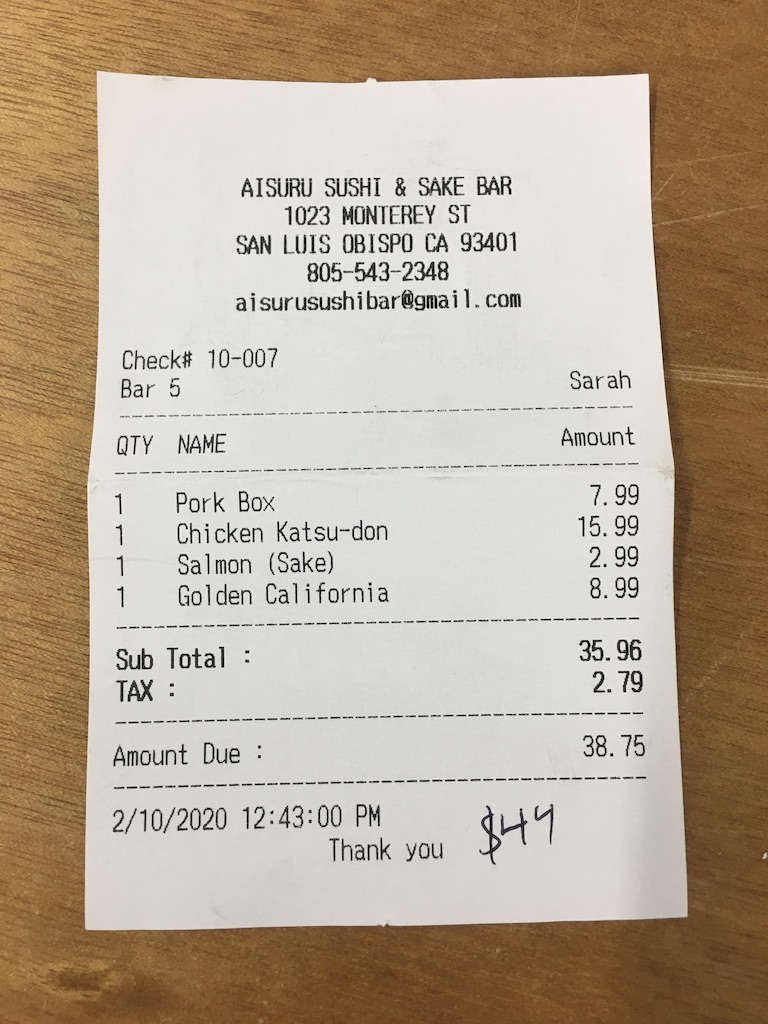 AISURU SUSHI & SAKE BAR
1023 MONTEREY ST
SAN LUIS OBISPO CA 93401
805-543-2348
aisurusushibar@gmail.com
Check# 10-007
Bar 5 Sarah
QTY NAME Amount
1 Pork Box 7.99
1 Chicken Katsu-don 15.99
1 Salmon (Sake) 2.99
1 Golden California 8.99
Sub Total : 35.96
TAX : 2.79
Amount Due : 38.75
2/10/2020 12:43:00 PM
Thank you $44